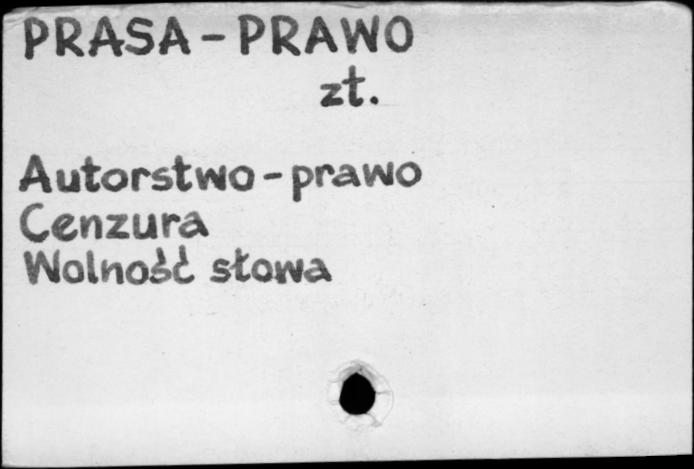 PRASA - PRAWO
zt.
Autorstwo - prawo
Cenzura
Wolność słowa